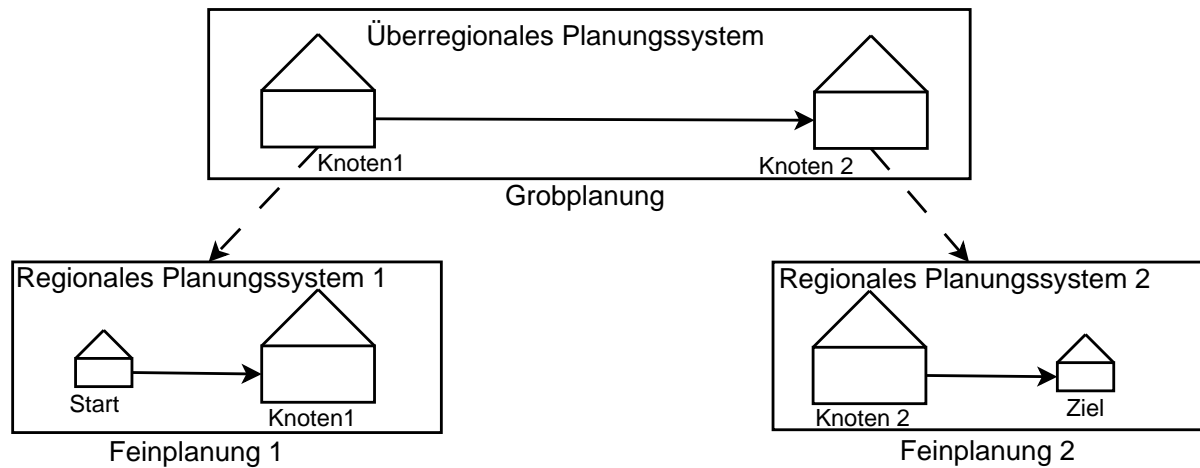 Überregionales Planungssystem
Knoten1
Knoten 2
Grobplanung
Regionales Planungssystem 1
Start
Knoten1
Feinplanung 1
Regionales Planungssystem 2
Knoten 2
Ziel
Feinplanung 2